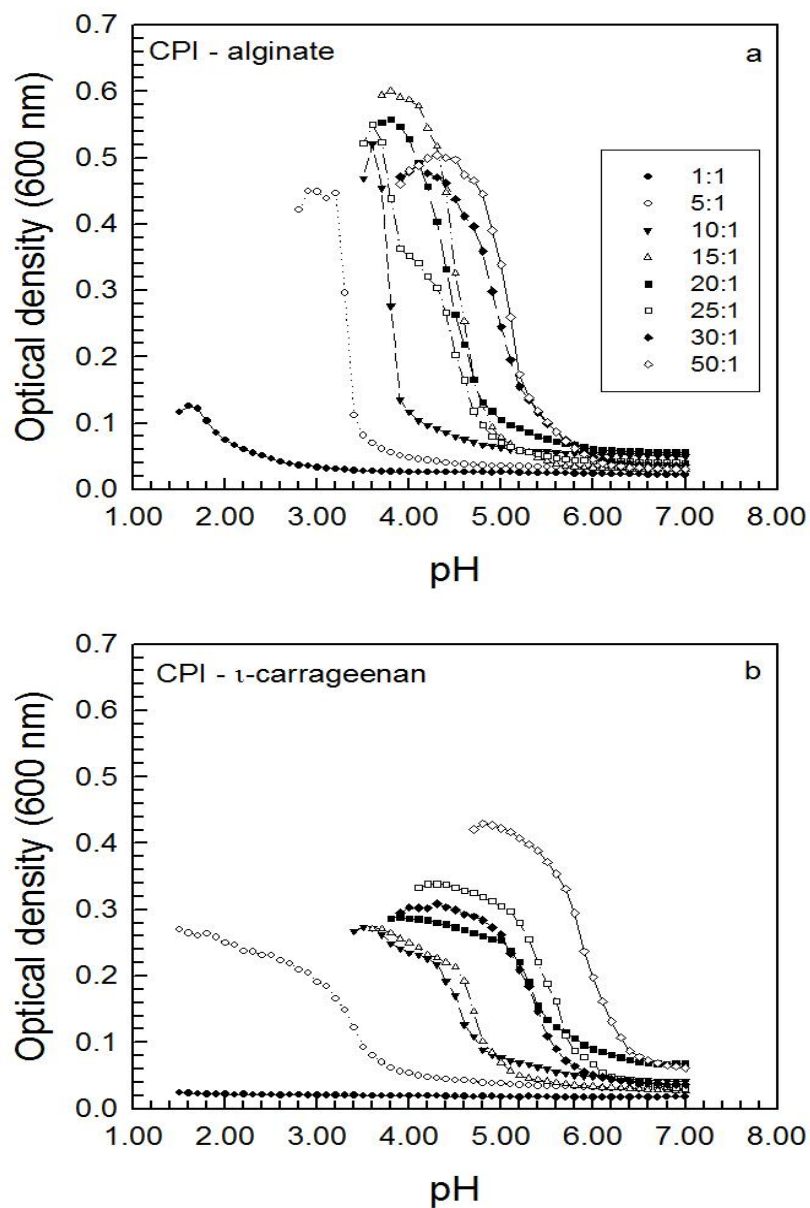 0.7
CPI - alginate
a
0.6
0.5
1:1
5:1
0.4
10:1
15:1
0.3
20:1
25:1
0.2
30:1
50:1
0.1
0.0
Optical density (600 nm)
1.00 2.00 3.00 4.00 5.00 6.00 7.00 8.00
pH
0.7
CPI - ι-carrageenan
b
0.6
0.5
0.4
0.3
0.2
0.1
0.0
Optical density (600 nm)
1.00 2.00 3.00 4.00 5.00 6.00 7.00 8.00
pH